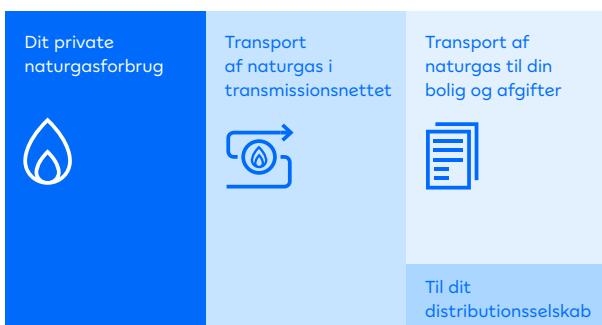 Dit private
naturgasforbrug
Transport
af naturgas i
transmissionsnettet
Transport af
naturgas til din
bolig og afgifter
Til dit
distributionsselskab